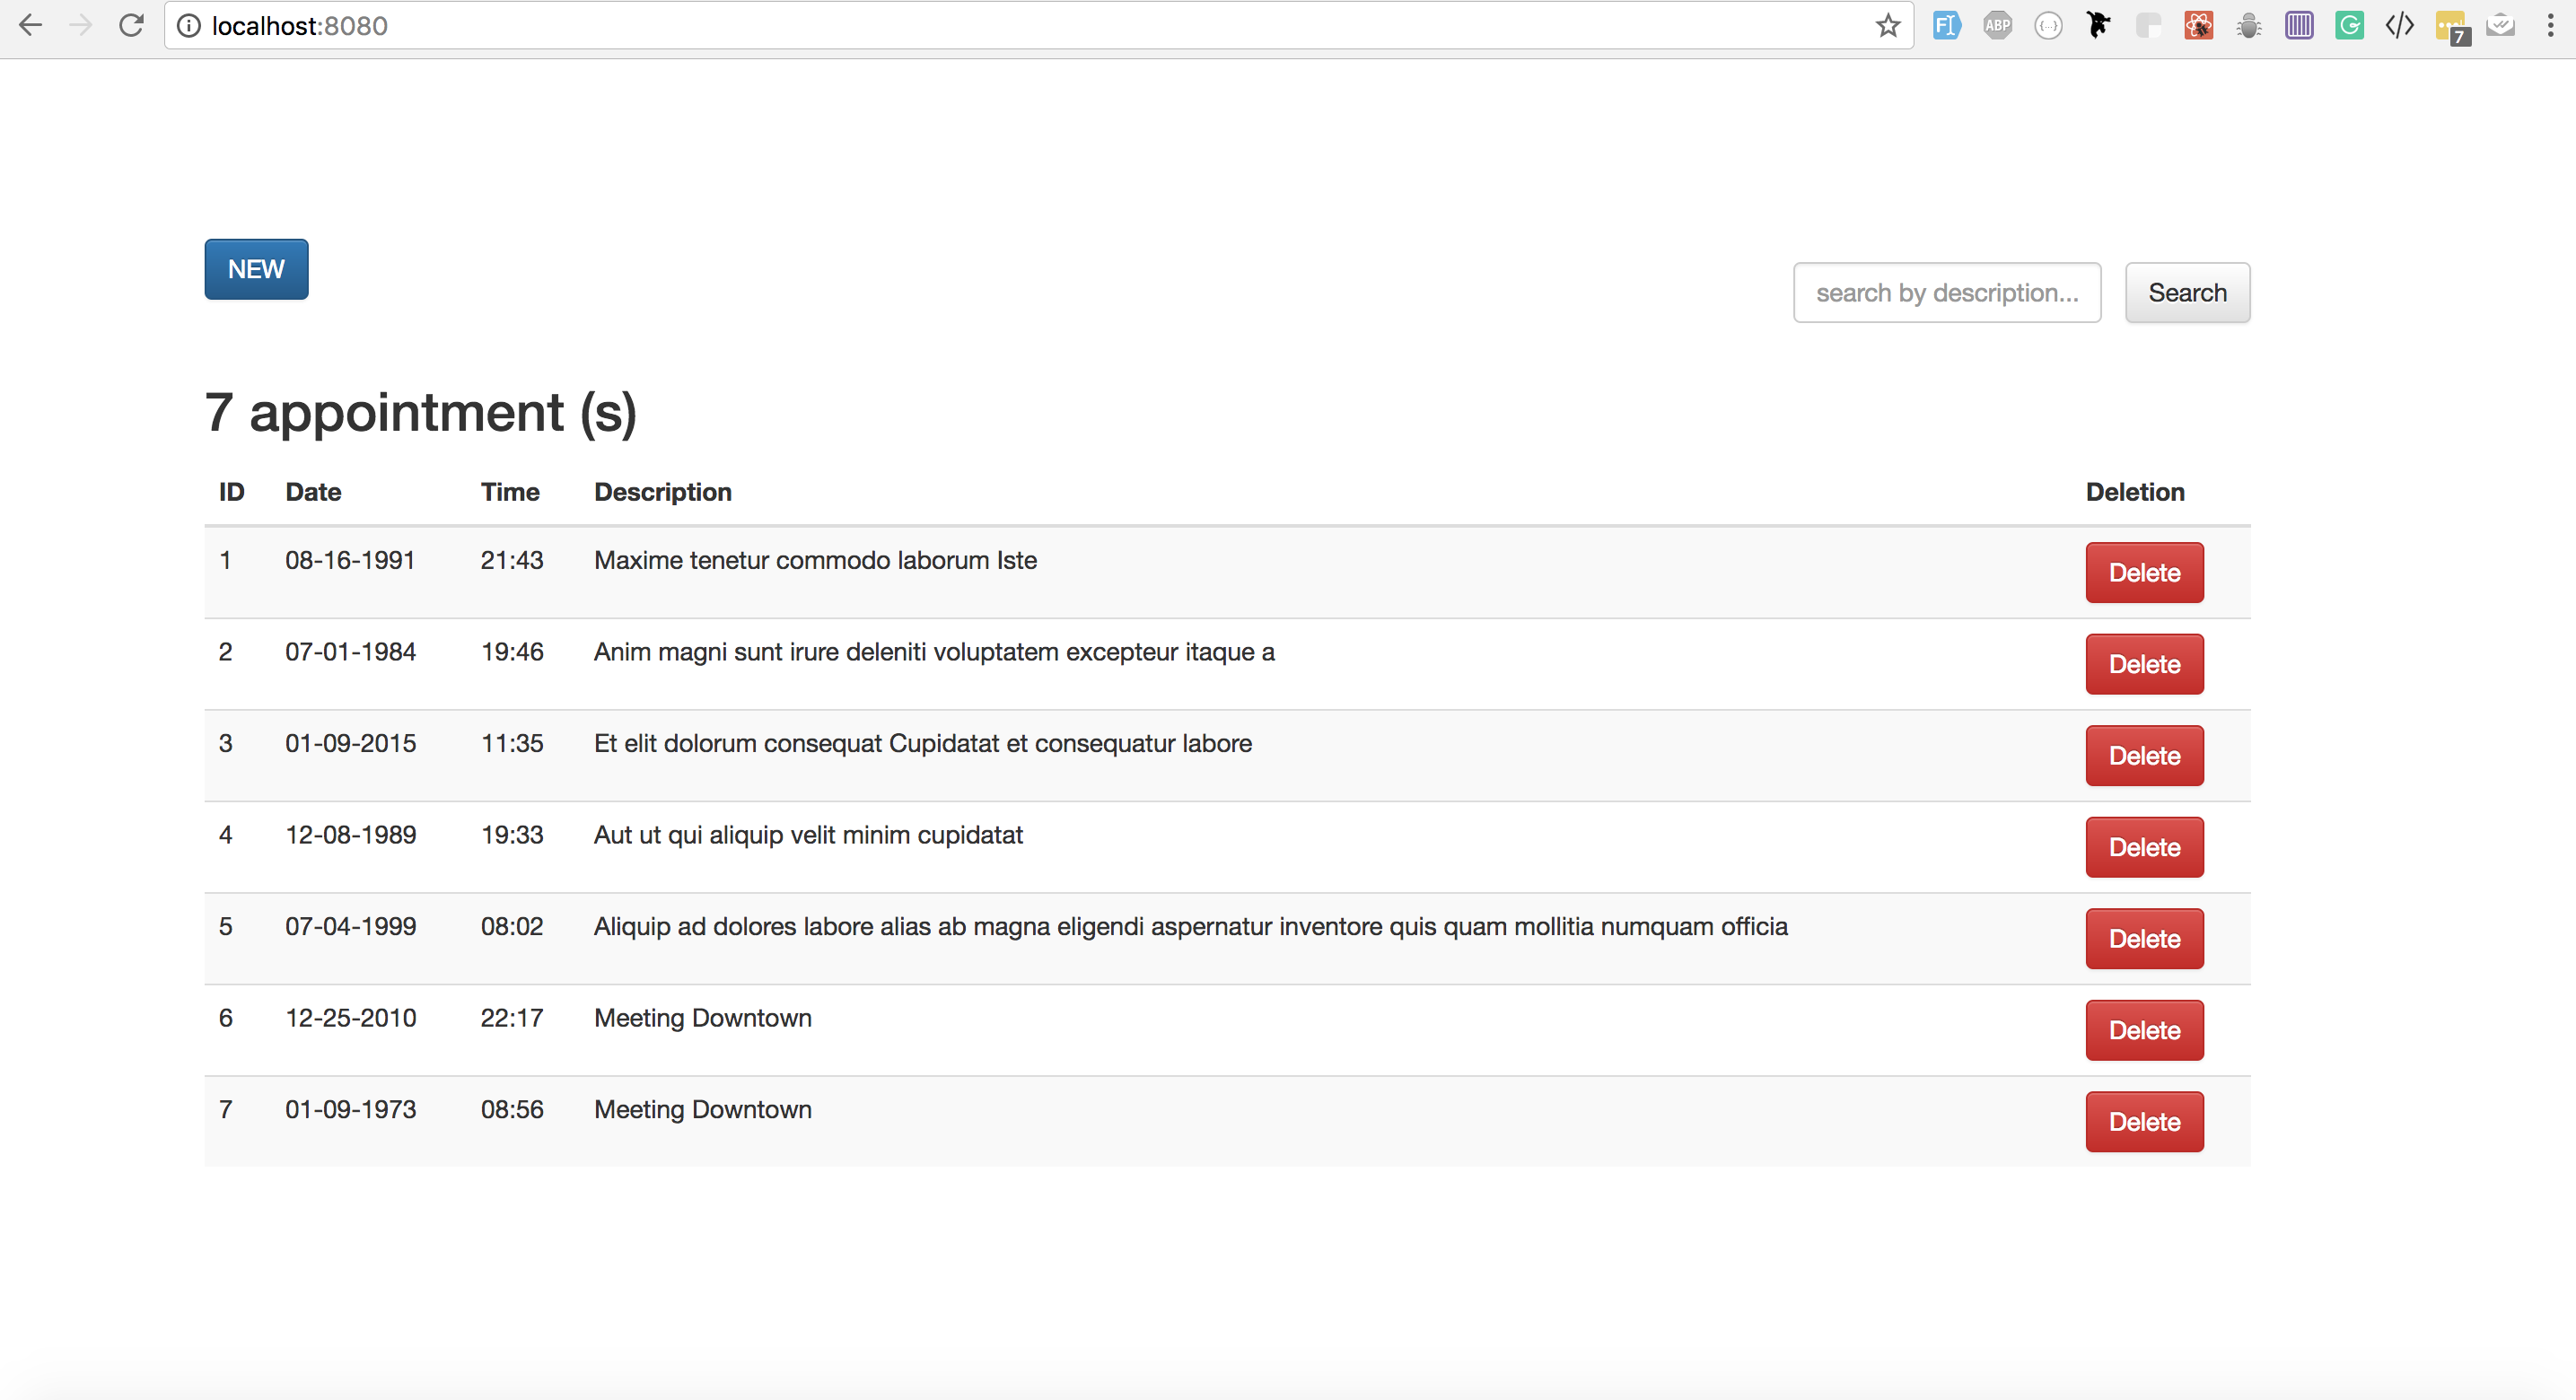 localhost:8080
FI ABP {...} G </> 7
NEW
search by description... Search
7 appointment (s)
ID Date Time Description Deletion
1 08-16-1991 21:43 Maxime tenetur commodo laborum Iste Delete
2 07-01-1984 19:46 Anim magni sunt irure deleniti voluptatem excepteur itaque a Delete
3 01-09-2015 11:35 Et elit dolorum consequat Cupidatat et consequatur labore Delete
4 12-08-1989 19:33 Aut ut qui aliquip velit minim cupidatat Delete
5 07-04-1999 08:02 Aliquip ad dolores labore alias ab magna eligendi aspernatur inventore quis quam mollitia numquam officia Delete
6 12-25-2010 22:17 Meeting Downtown Delete
7 01-09-1973 08:56 Meeting Downtown Delete